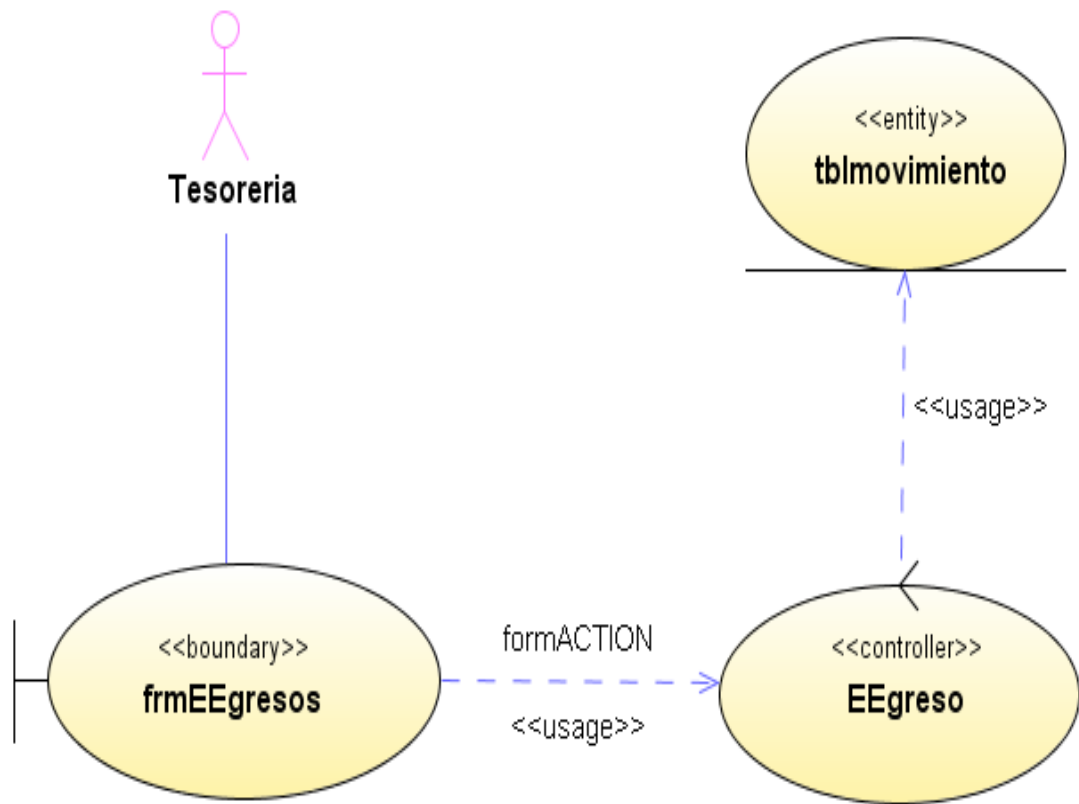 Tesoreria
<<entity>>
tblmovimiento
<<usage>>
<<boundary>>
frmEEgresos
formACTION
<<usage>>
<<controller>>
EEgreso